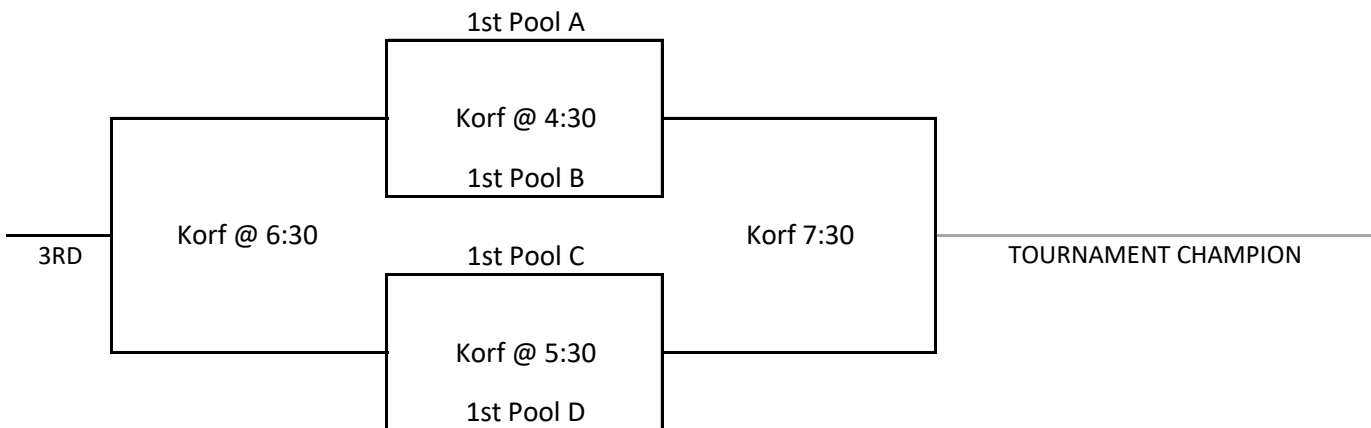 1st Pool A
Korf @ 4:30
1st Pool B
Korf @ 6:30
Korf 7:30
3RD
1st Pool C
TOURNAMENT CHAMPION
Korf @ 5:30
1st Pool D